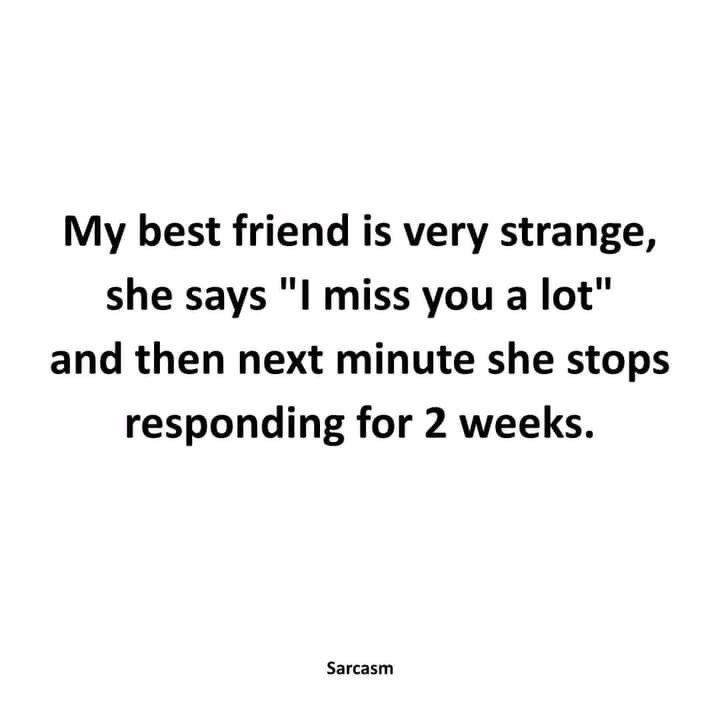 My best friend is very strange,
she says "I miss you a lot"
and then next minute she stops
responding for 2 weeks.
Sarcasm